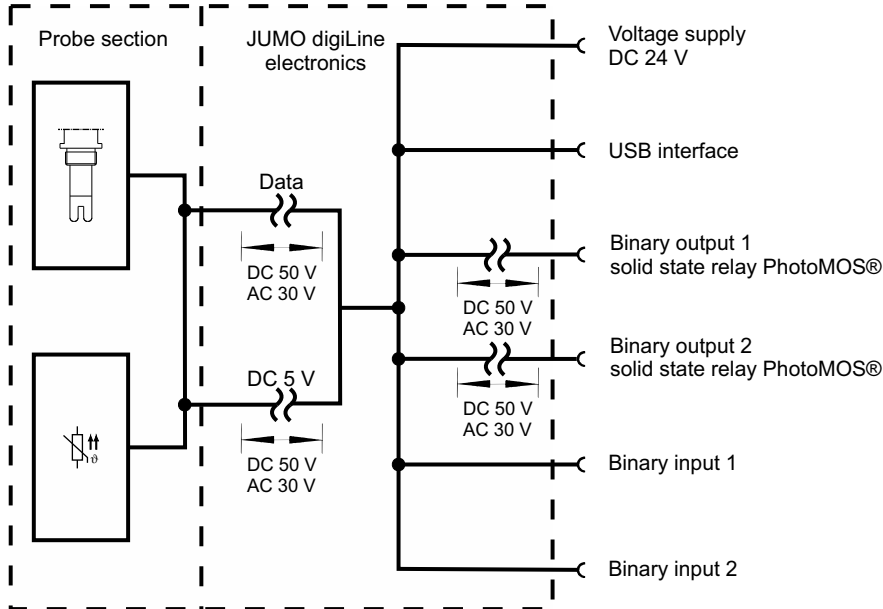 Probe section
JUMO digiLine
electronics
Voltage supply
DC 24 V
USB interface
Data
DC 50 V
AC 30 V
Binary output 1
solid state relay PhotoMOS®
DC 50 V
AC 30 V
Binary output 2
solid state relay PhotoMOS®
DC 50 V
AC 30 V
DC 5 V
DC 50 V
AC 30 V
ϑ
Binary input 1
Binary input 2